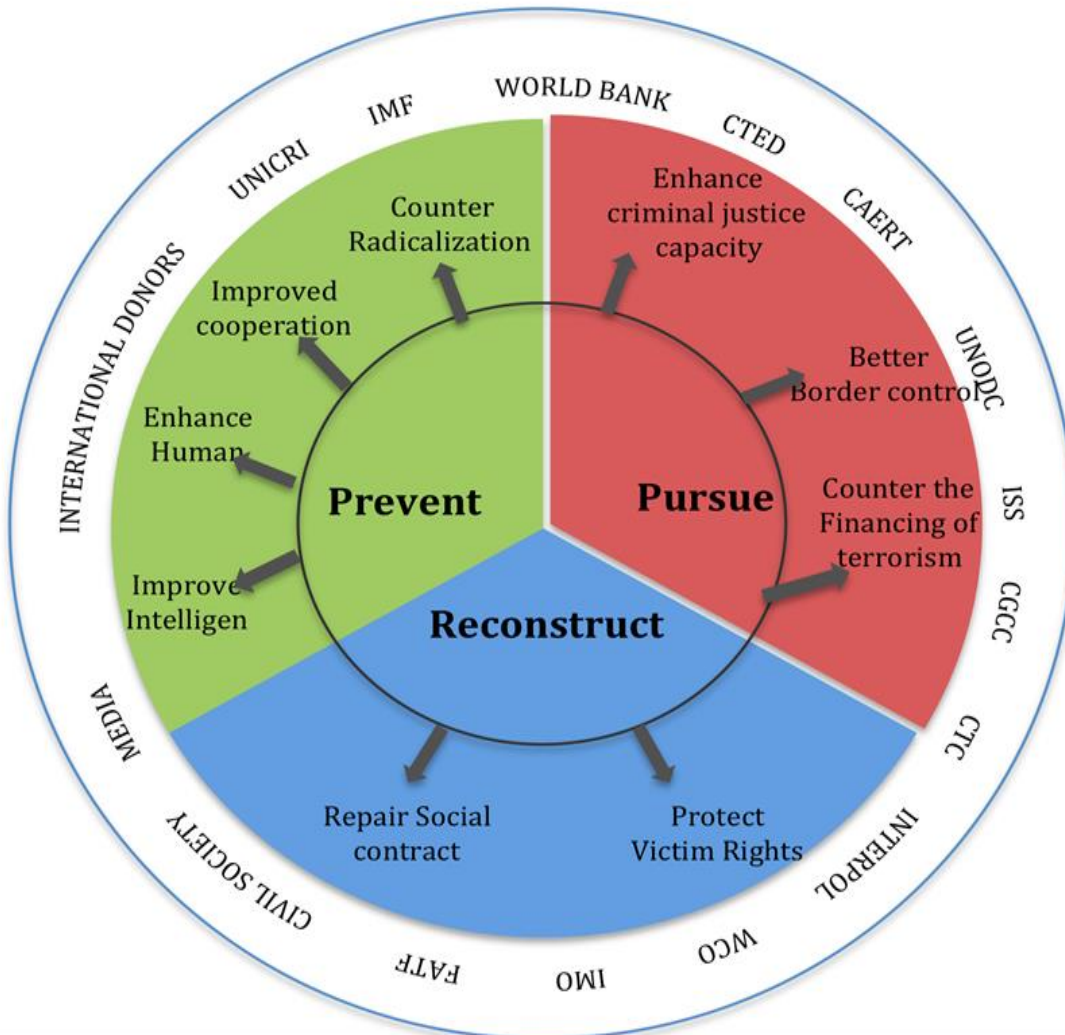 WORLD BANK
CTED
CAERT
UNODC
ISS
CGCC
CTC
INTERPOL
WCO
IMO
FATF
CIVIL SOCIETY
MEDIA
INTERNATIONAL DONORS
UNICRI
IMF
Counter
Radicalization
Improved
cooperation
Enhance
Human
Improve
Intelligen
Prevent
Enhance
criminal justice
capacity
Better
Border control
Counter the
Financing of
terrorism
Pursue
Reconstruct
Repair Social
contract
Protect
Victim Rights